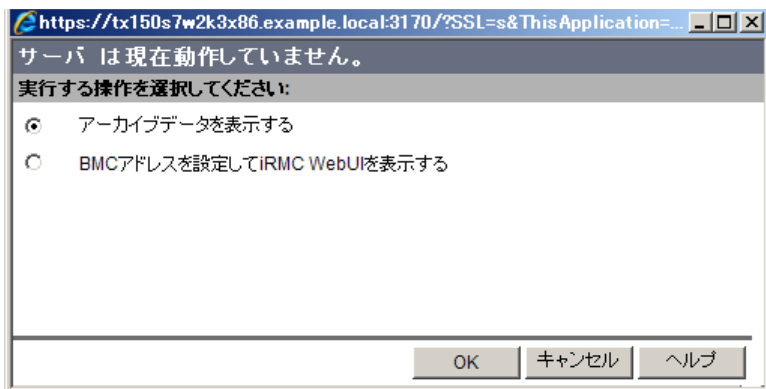 https://tx150s7w2k3x86.example.local:3170/?SSL=s&ThisApplication=...
サーバ は現在動作していません。
実行する操作を選択してください:
アーカイブデータを表示する
BMCアドレスを設定してiRMC WebUIを表示する
OK キャンセル ヘルプ